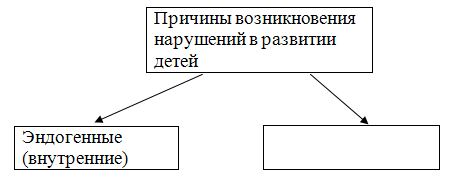 Причины возникновения
нарушений в развитии
детей
Эндогенные
(внутренние)